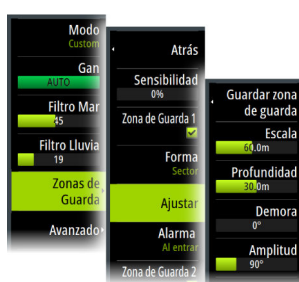 Modo
Custom
Gan
AUTO
Filtro Mar
45
Filtro Lluvia
19
Zonas de
Guarda
Avanzado
Atrás
Sensibilidad
0%
Zona de Guarda 1
Forma
Sector
Ajustar
Alarma
Al entrar
Zona de Guarda 2
Guardar zona
de guarda
Escala
60.0m
Profundidad
30.0m
Demora
0°
Amplitud
90°